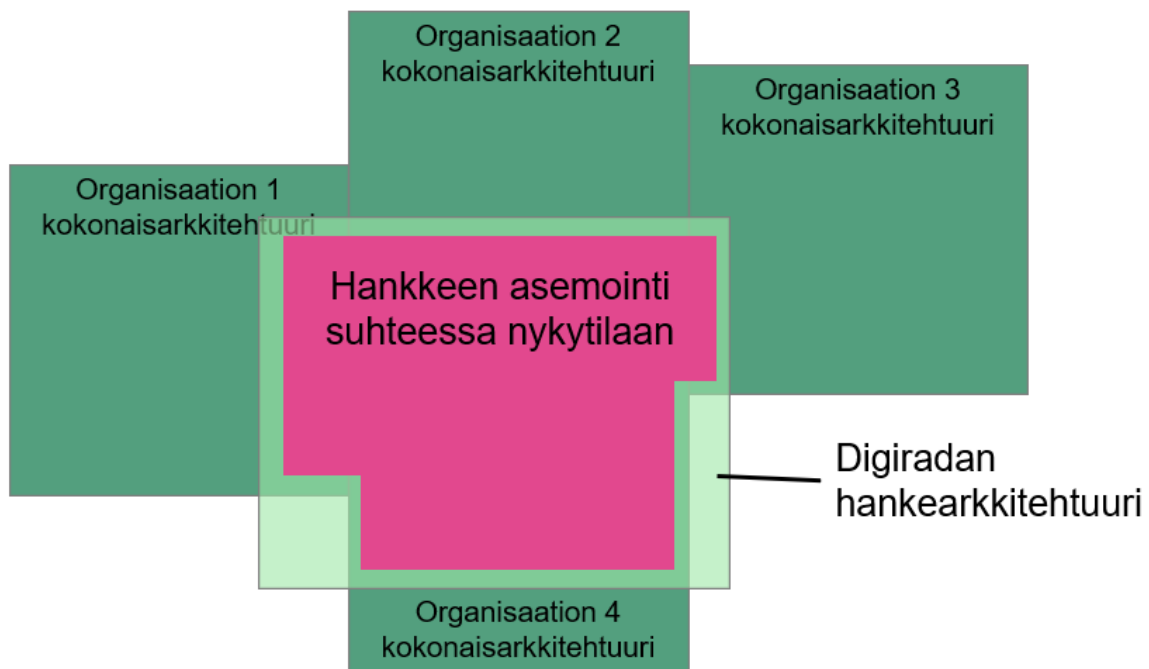 Organisaation 2
kokonaisarkkitehtuuri
Organisaation 3
kokonaisarkkitehtuuri
Organisaation 1
kokonaisarkkitehtuuri
Hankkeen asemointi
suhteessa nykytilaan
Digiradan
hankearkkitehtuuri
Organisaation 4
kokonaisarkkitehtuuri